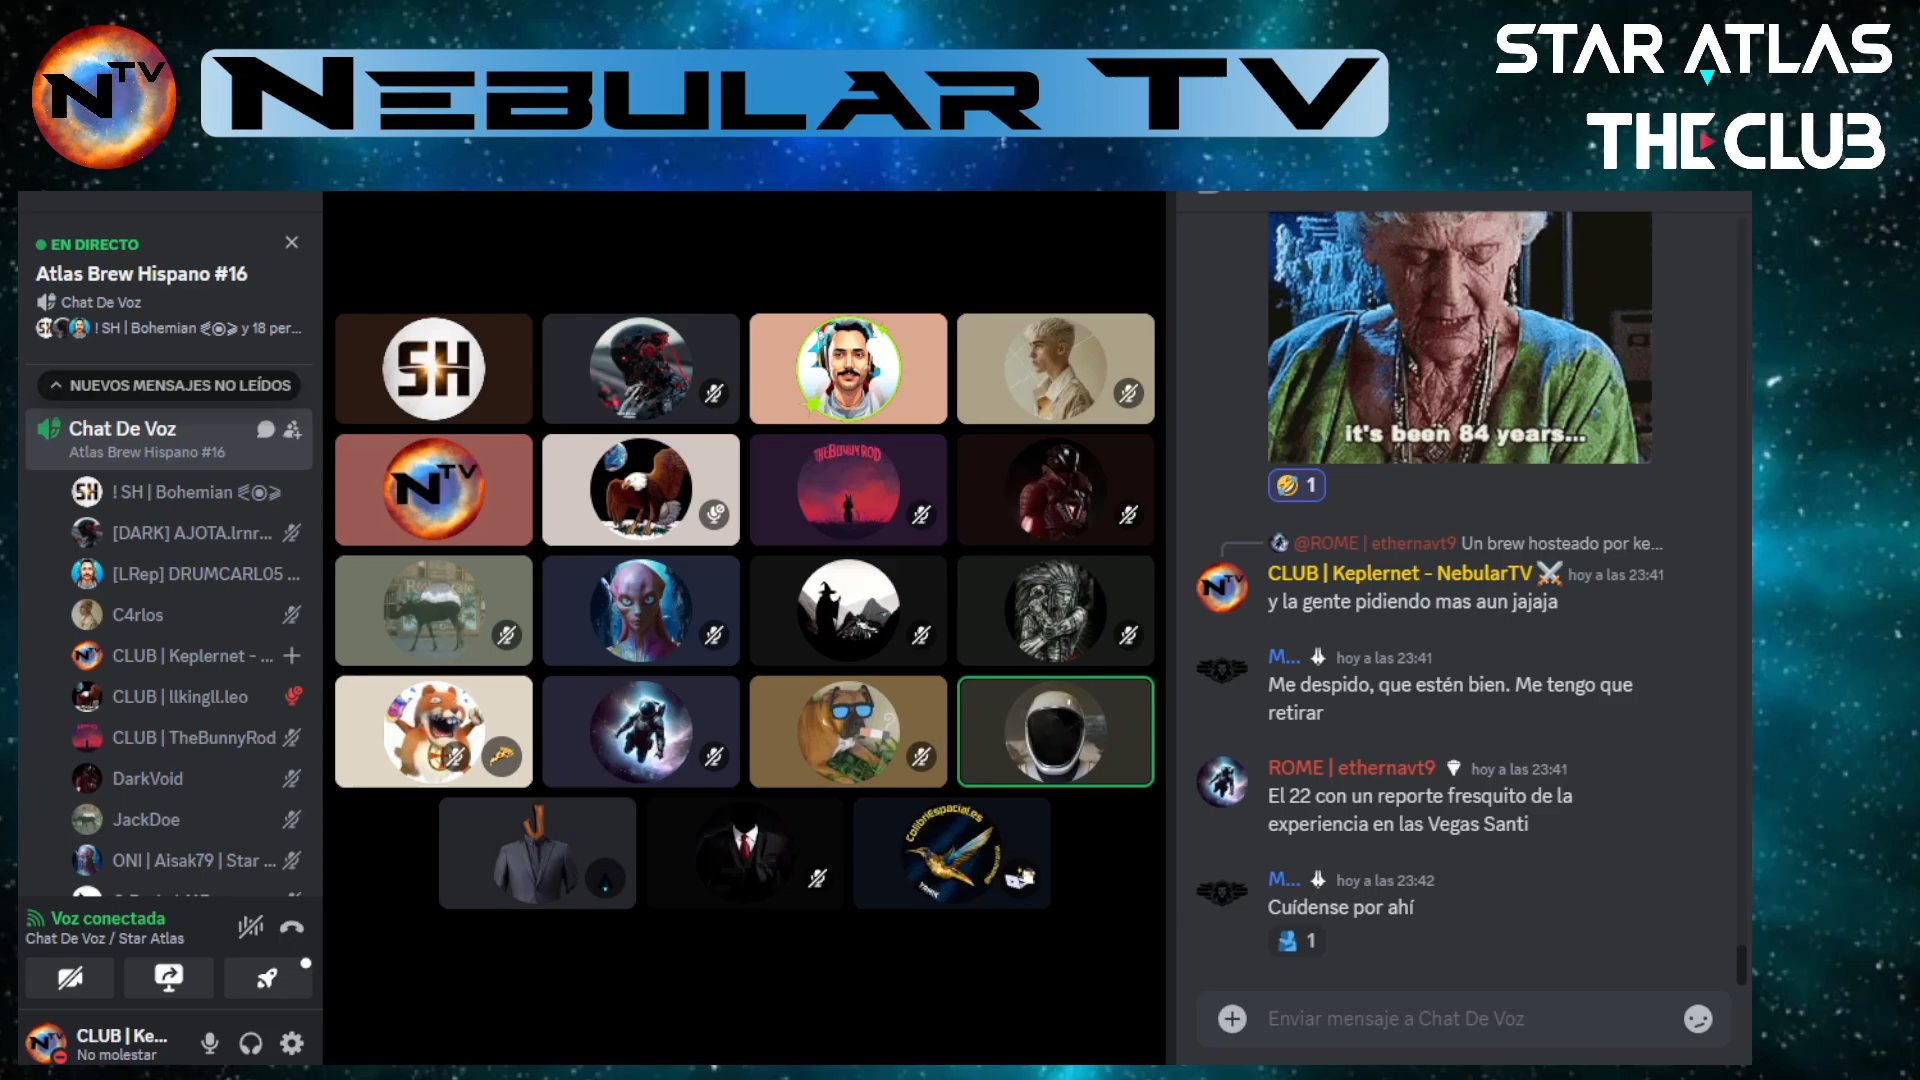 NTV
NEBULAR TV
STAR ATLAS
THE CLUB
EN DIRECTO
Atlas Brew Hispano #16
Chat De Voz
! SH | Bohemian y 18 per...
NUEVOS MENSAJES NO LEÍDOS
Chat De Voz
Atlas Brew Hispano #16
! SH | Bohemian
[DARK] AJOTA.lrnr...
[LRep] DRUMCARL05 ...
C4rlos
CLUB | Keplernet - ...
CLUB | llkingll.leo
CLUB | TheBunnyRod
DarkVoid
JackDoe
ONI | Aisak79 | Star ...
Voz conectada
Chat De Voz / Star Atlas
CLUB | Ke...
No molestar
SH
NTV
THE BUNNY ROD
ColibriEspacial.es
it's been 84 years...
1
@ROME | ethernavt9 Un brew hosteado por ke...
CLUB | Keplernet - NebularTV hoy a las 23:41
y la gente pidiendo mas aun jajaja
M... hoy a las 23:41
Me despido, que estén bien. Me tengo que
retirar
ROME | ethernavt9 hoy a las 23:41
El 22 con un reporte fresquito de la
experiencia en las Vegas Santi
M... hoy a las 23:42
Cuídense por ahí
1
Enviar mensaje a Chat De Voz